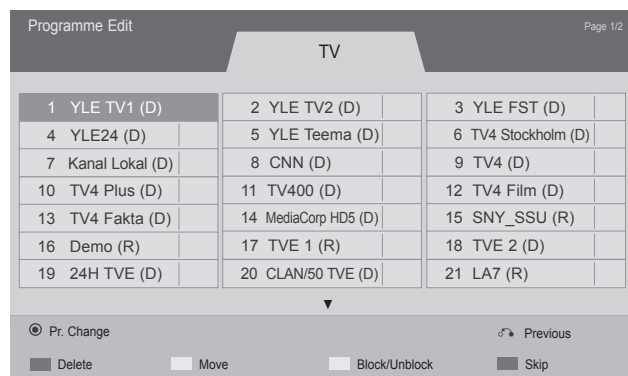 Programme Edit
Page 1/2
TV
1 YLE TV1 (D) 2 YLE TV2 (D) 3 YLE FST (D)
4 YLE24 (D) 5 YLE Teema (D) 6 TV4 Stockholm (D)
7 Kanal Lokal (D) 8 CNN (D) 9 TV4 (D)
10 TV4 Plus (D) 11 TV400 (D) 12 TV4 Film (D)
13 TV4 Fakta (D) 14 MediaCorp HD5 (D) 15 SNY_SSU (R)
16 Demo (R) 17 TVE 1 (R) 18 TVE 2 (D)
19 24H TVE (D) 20 CLAN/50 TVE (D) 21 LA7 (R)
Pr. Change Previous
Delete Move Block/Unblock Skip